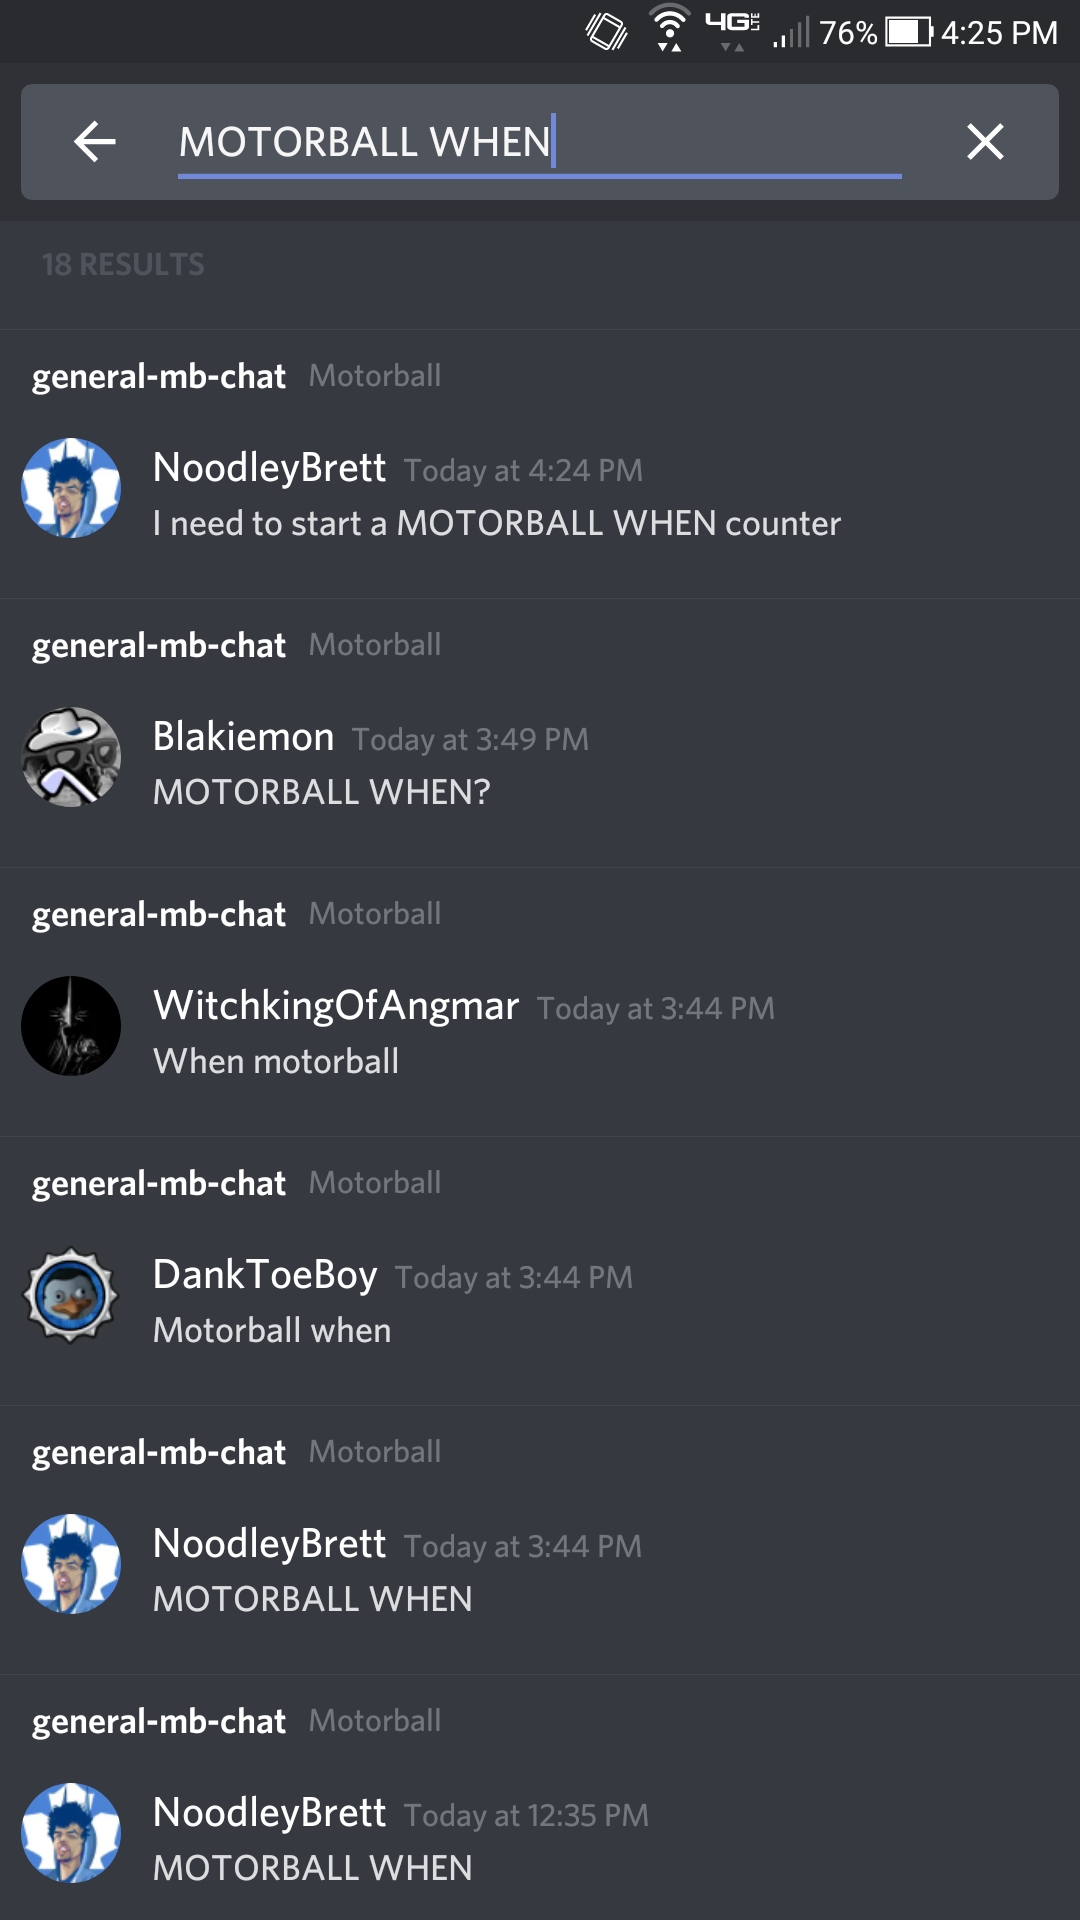 4G LTE 76% 4:25 PM
MOTORBALL WHEN
18 RESULTS
general-mb-chat Motorball
NoodleyBrett Today at 4:24 PM
I need to start a MOTORBALL WHEN counter
general-mb-chat Motorball
Blakiemon Today at 3:49 PM
MOTORBALL WHEN?
general-mb-chat Motorball
WitchkingOfAngmar Today at 3:44 PM
When motorball
general-mb-chat Motorball
DankToeBoy Today at 3:44 PM
Motorball when
general-mb-chat Motorball
NoodleyBrett Today at 3:44 PM
MOTORBALL WHEN
general-mb-chat Motorball
NoodleyBrett Today at 12:35 PM
MOTORBALL WHEN